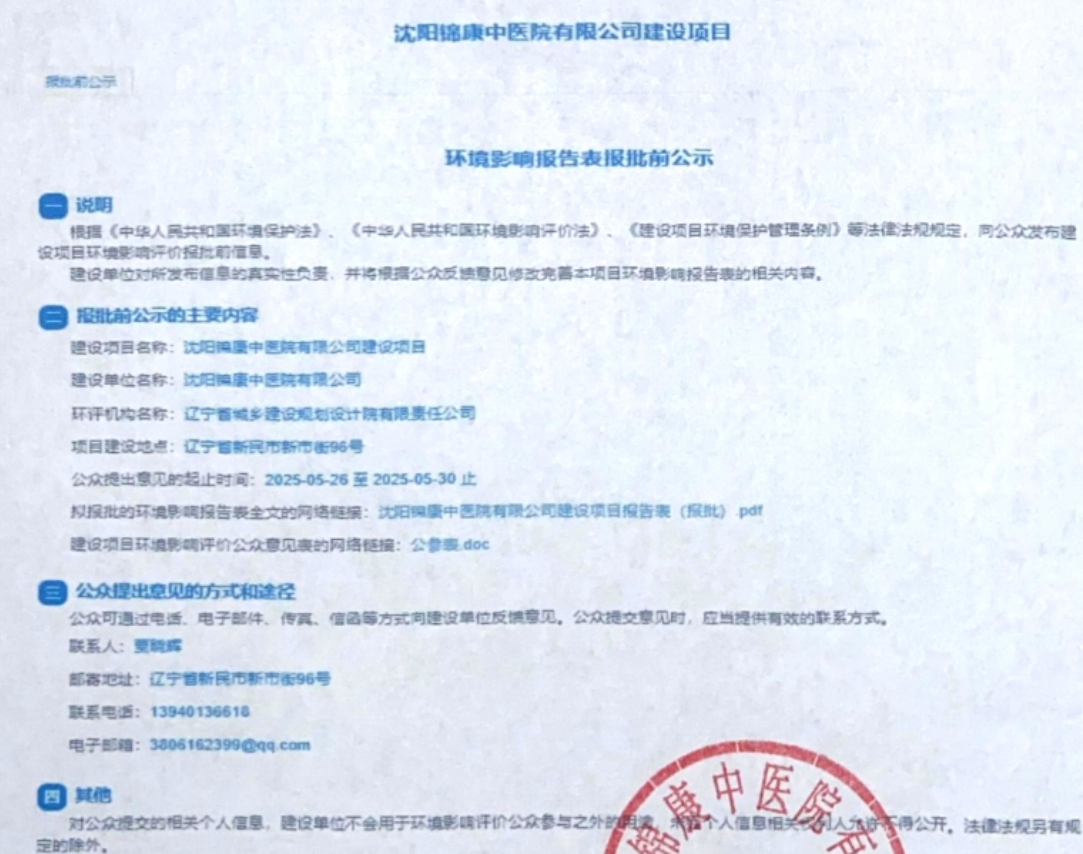 沈阳锦康中医院有限公司建设项目
报批前公示
环境影响报告表报批前公示
一 说明
根据《中华人民共和国环境保护法》、《中华人民共和国环境影响评价法》、《建设项目环境保护管理条例》等法律法规规定，向公众发布建
设项目环境影响评价报批前信息。
建设单位对所发布信息的真实性负责，并将根据公众反馈意见修改完善本项目环境影响报告表的相关内容。
二 报批前公示的主要内容
建设项目名称：沈阳锦康中医院有限公司建设项目
建设单位名称：沈阳锦康中医院有限公司
环评机构名称：辽宁省城乡建设规划设计院有限责任公司
项目建设地点：辽宁省新民市新市街96号
公众提出意见的起止时间：2025-05-26 至 2025-05-30 止
拟报批的环境影响报告表全文的网络链接：沈阳锦康中医院有限公司建设项目报告表（报批）.pdf
建设项目环境影响评价公众意见表的网络链接：公参表.doc
三 公众提出意见的方式和途径
公众可通过电话、电子邮件、传真、信函等方式向建设单位反馈意见。公众提交意见时，应当提供有效的联系方式。
联系人：晓辉
邮寄地址：辽宁省新民市新市街96号
联系电话：13940136618
电子邮箱：3806162399@qq.com
四 其他
对公众提交的相关个人信息，建设单位不会用于环境影响评价公众参与之外的用途，未经个人信息相关权利人允许不得公开。法律法规另有规
定的除外。
锦康中医院有